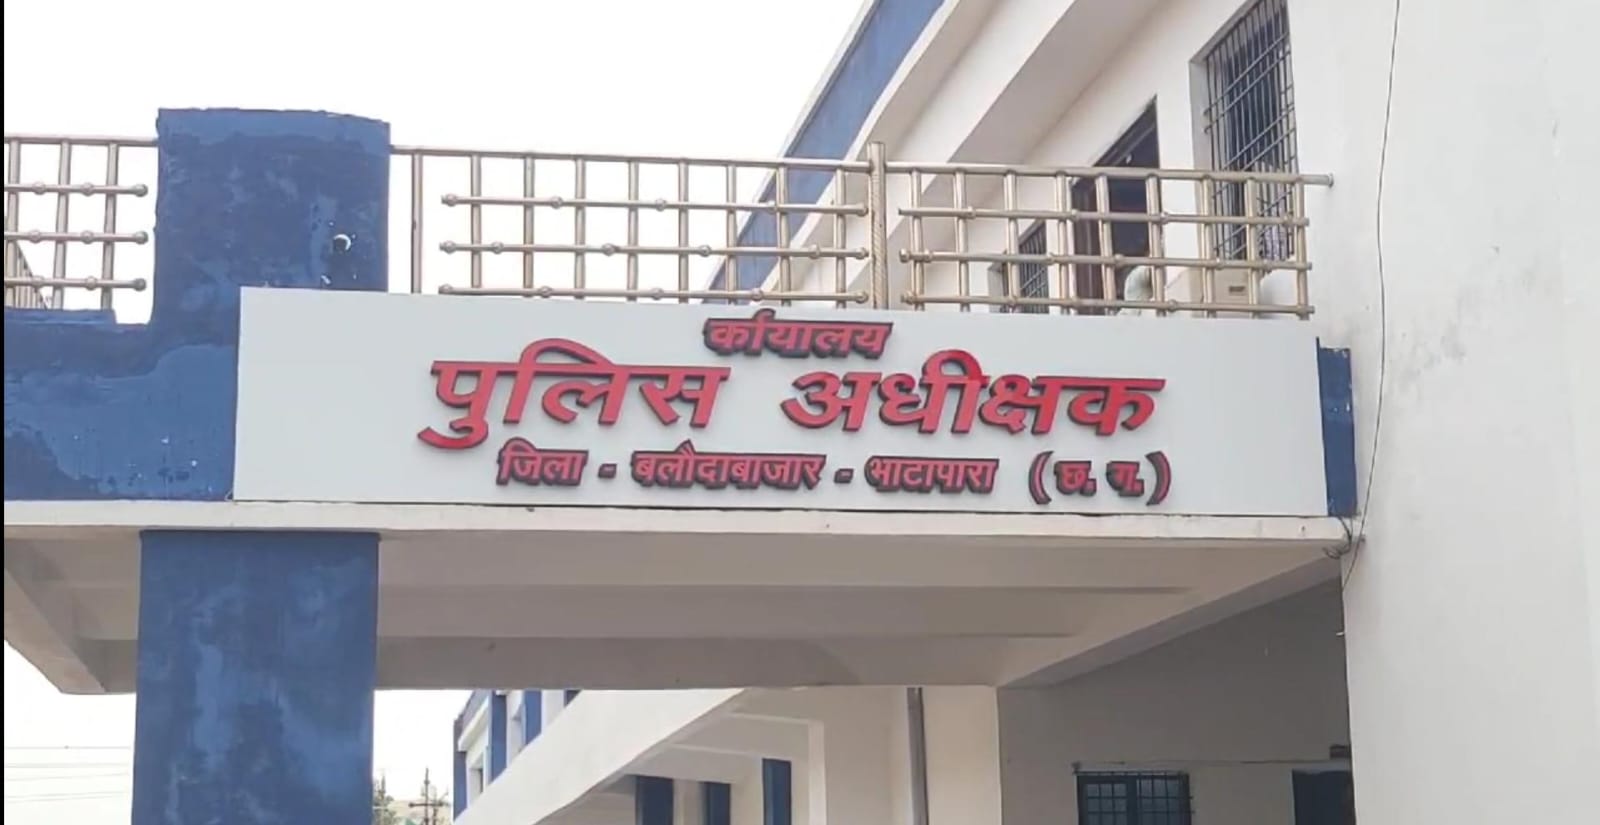 र्कायालय
पुलिस अधीक्षक
जिला - बलौदाबाजार - भाटापारा (छ. ग.)